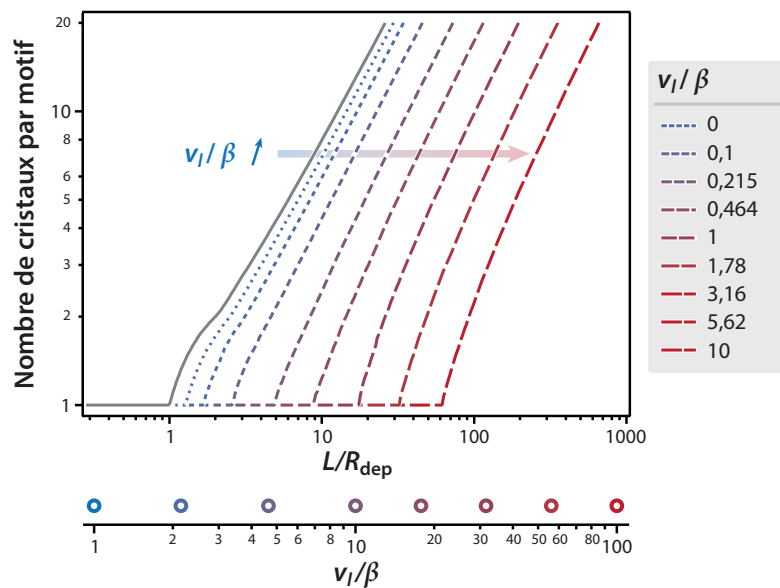 Nombre de cristaux par motif
20
10
8
6
5
4
3
2
1
v_l/β
1 10 100 1000
L/R_dep
v_l/β
0
0,1
0,215
0,464
1
1,78
3,16
5,62
10
1 2 3 4 5 6 8 10 20 30 40 50 60 80 100
v_l/β